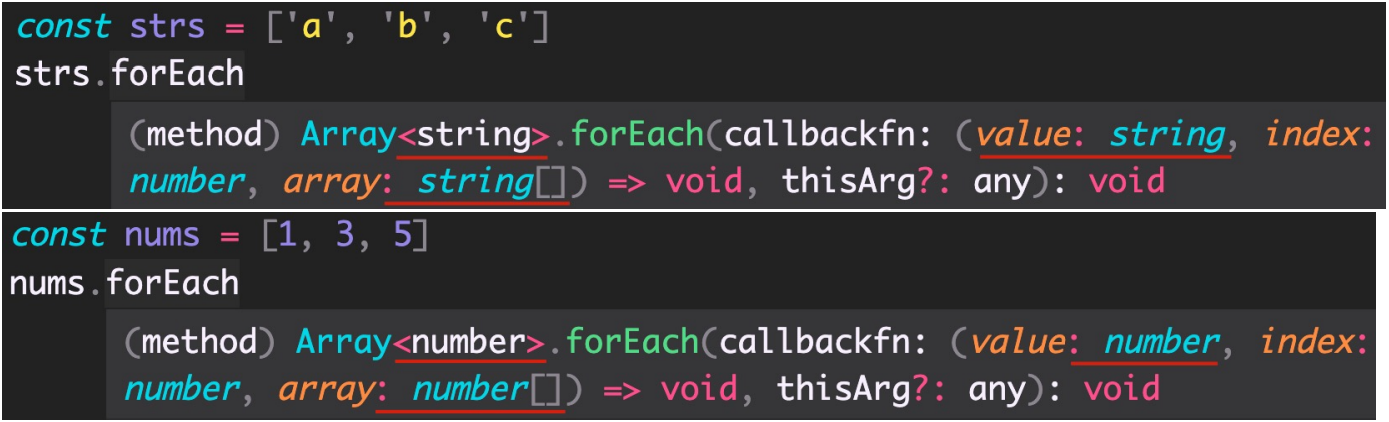 const strs = ['a', 'b', 'c']
strs.forEach
(method) Array<string>.forEach(callbackfn: (value: string, index:
number, array: string[]) => void, thisArg?: any): void
const nums = [1, 3, 5]
nums.forEach
(method) Array<number>.forEach(callbackfn: (value: number, index:
number, array: number[]) => void, thisArg?: any): void